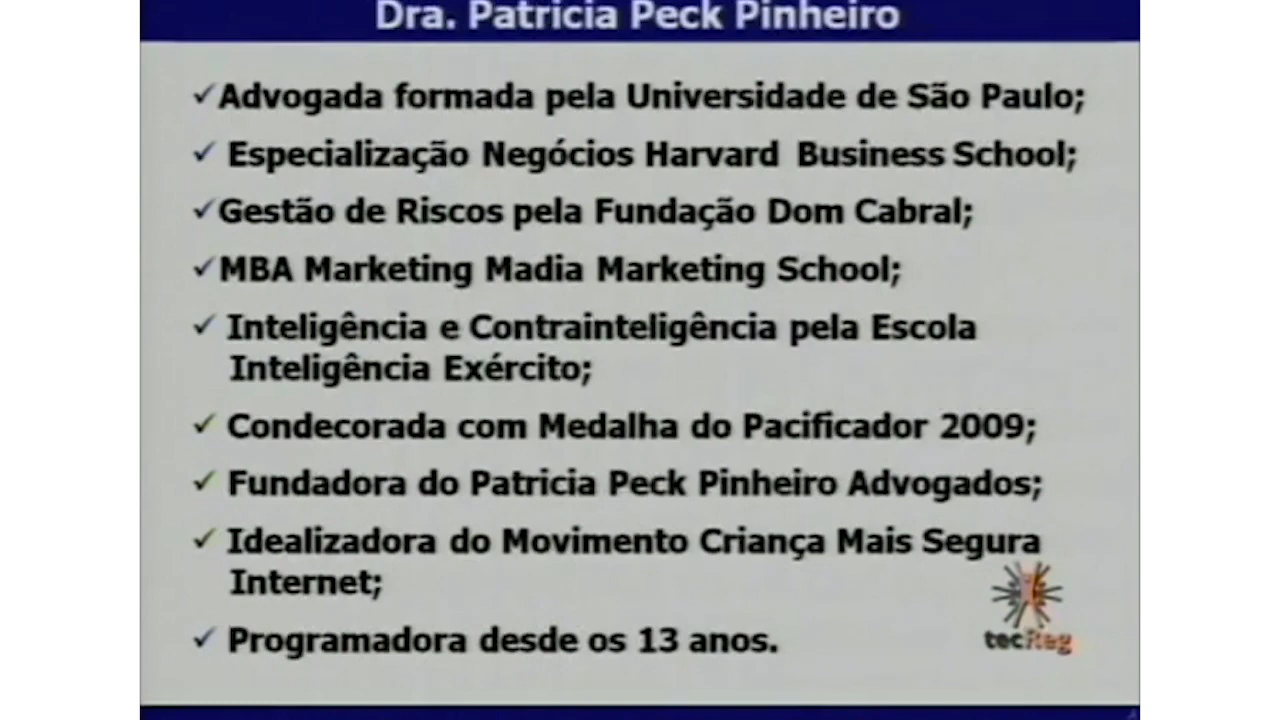 Dra. Patricia Peck Pinheiro
✓Advogada formada pela Universidade de São Paulo;
✓ Especialização Negócios Harvard Business School;
✓Gestão de Riscos pela Fundação Dom Cabral;
✓MBA Marketing Madia Marketing School;
✓ Inteligência e Contrainteligência pela Escola
Inteligência Exército;
✓ Condecorada com Medalha do Pacificador 2009;
✓ Fundadora do Patricia Peck Pinheiro Advogados;
✓ Idealizadora do Movimento Criança Mais Segura
Internet;
✓ Programadora desde os 13 anos.
tecReg